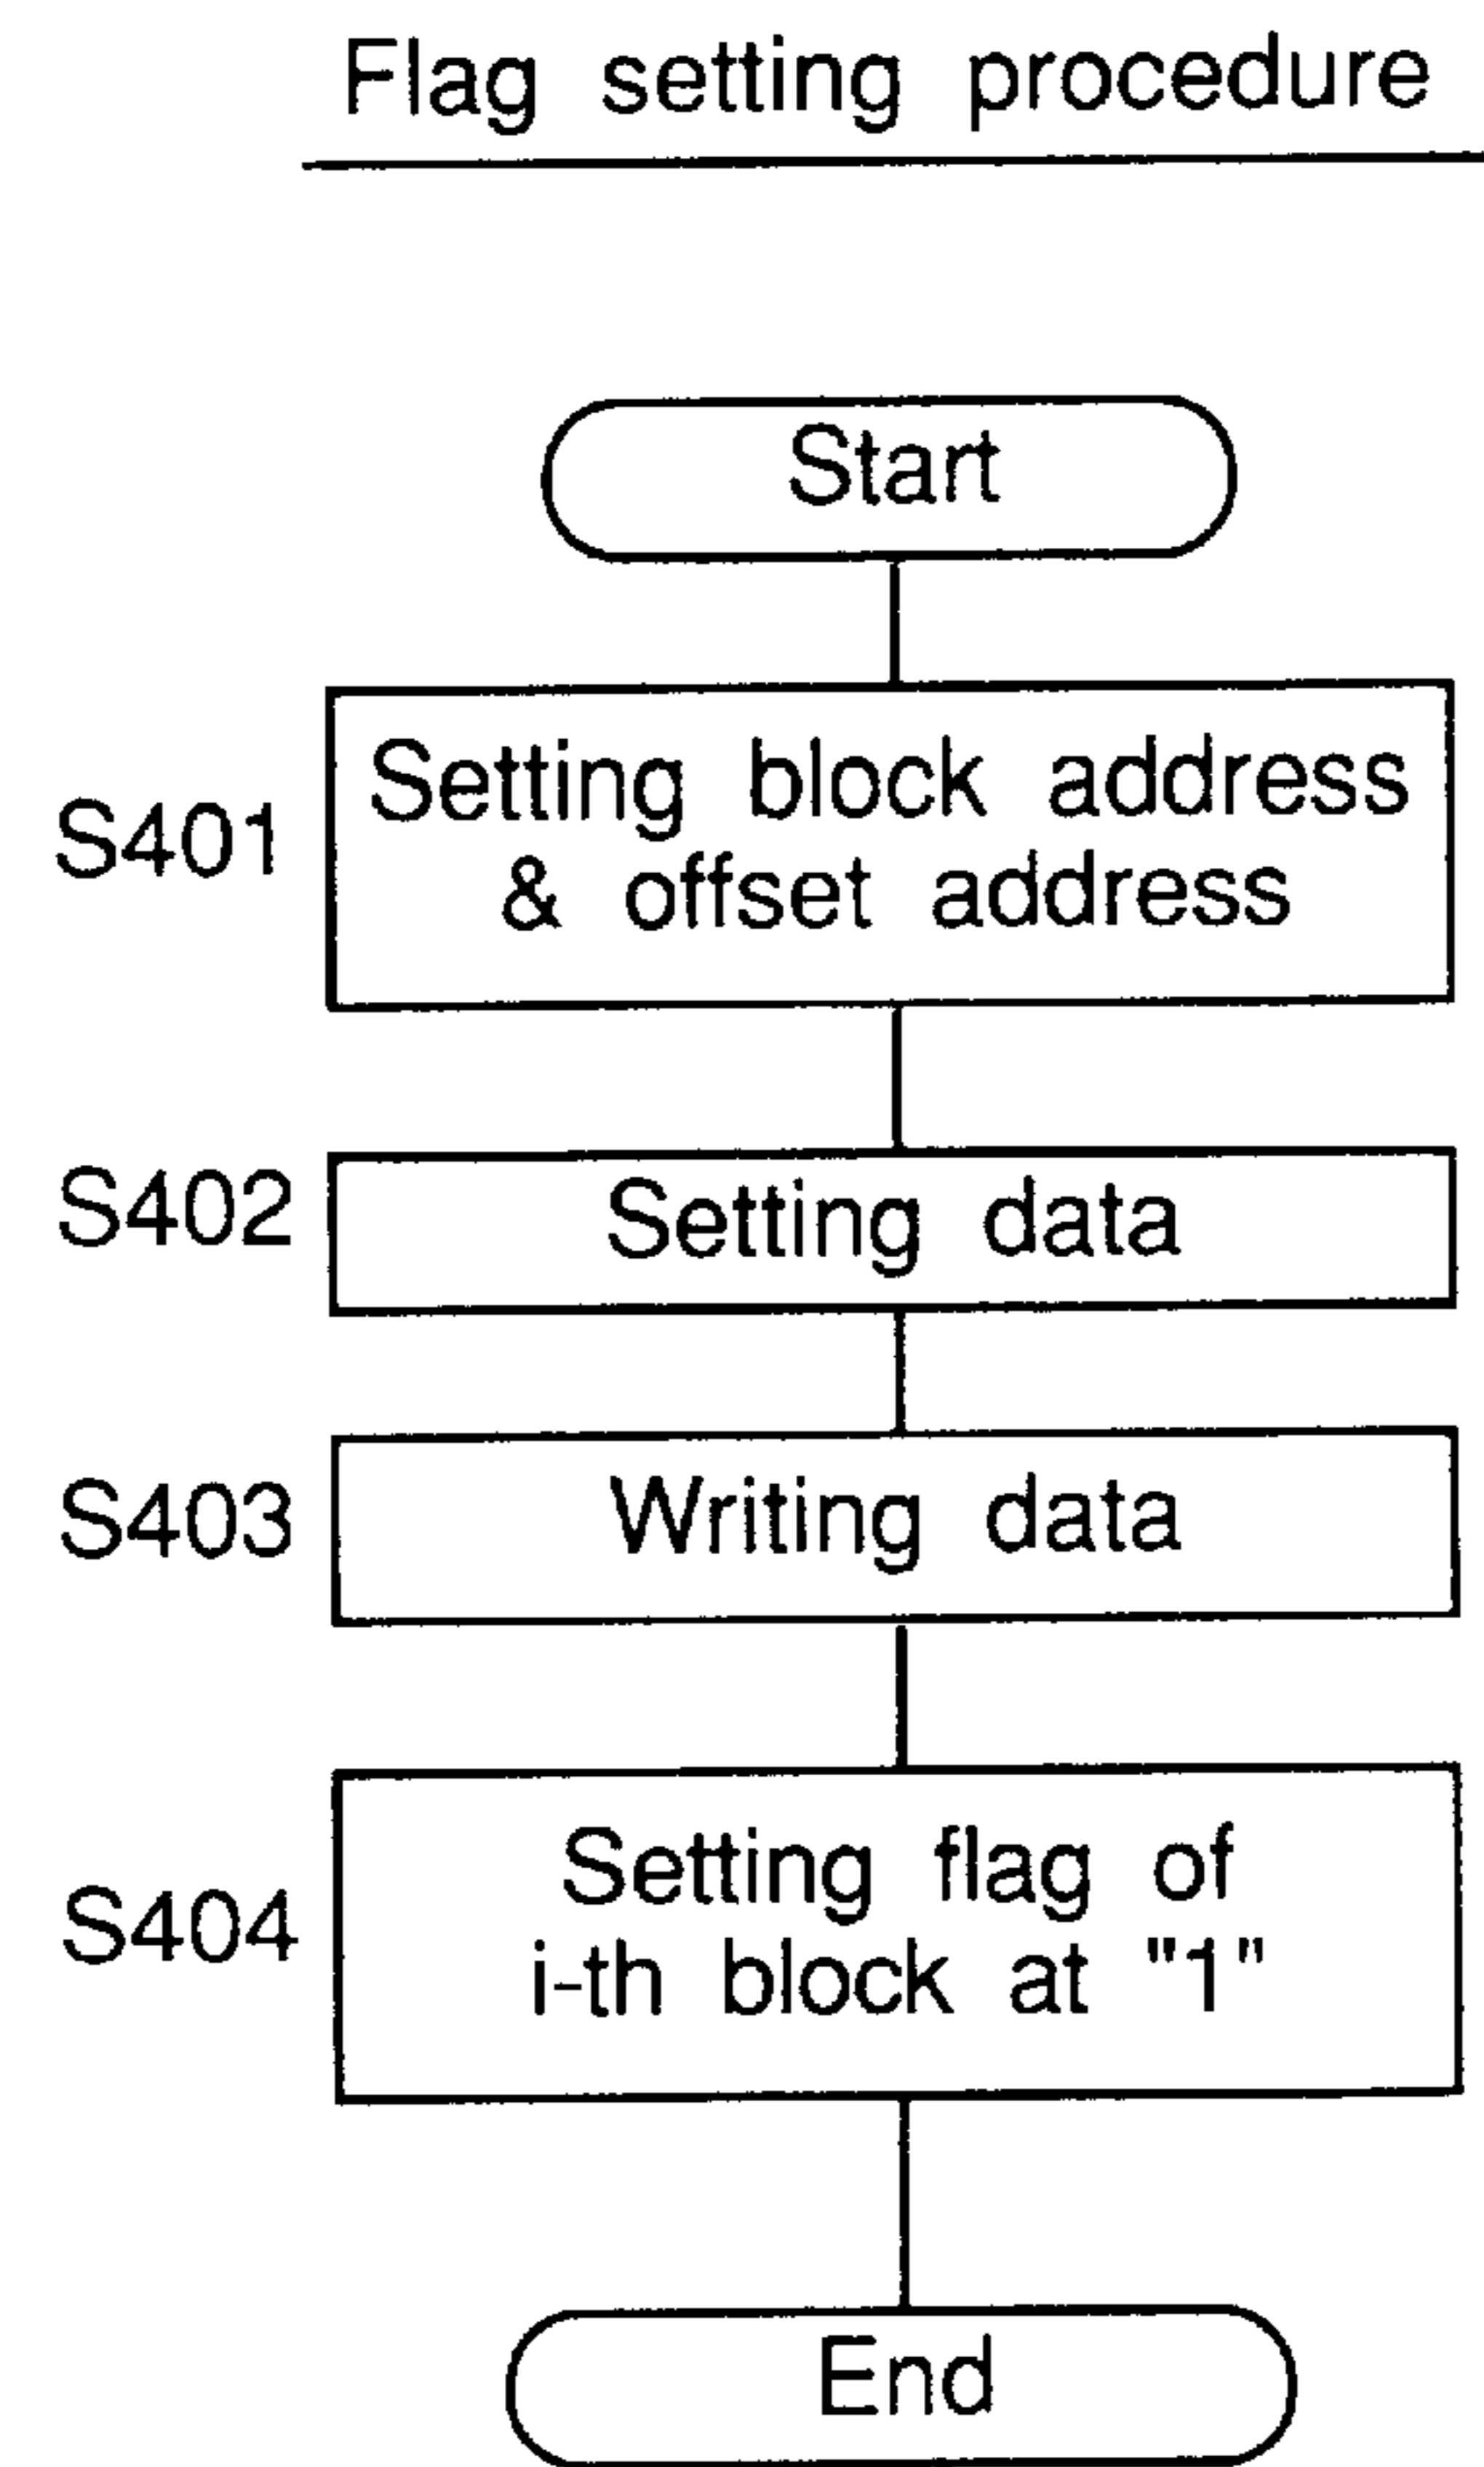 Flag setting procedure
Start
S401
Setting block address
& offset address
S402
Setting data
S403
Writing data
S404
Setting flag of
i-th block at "1"
End